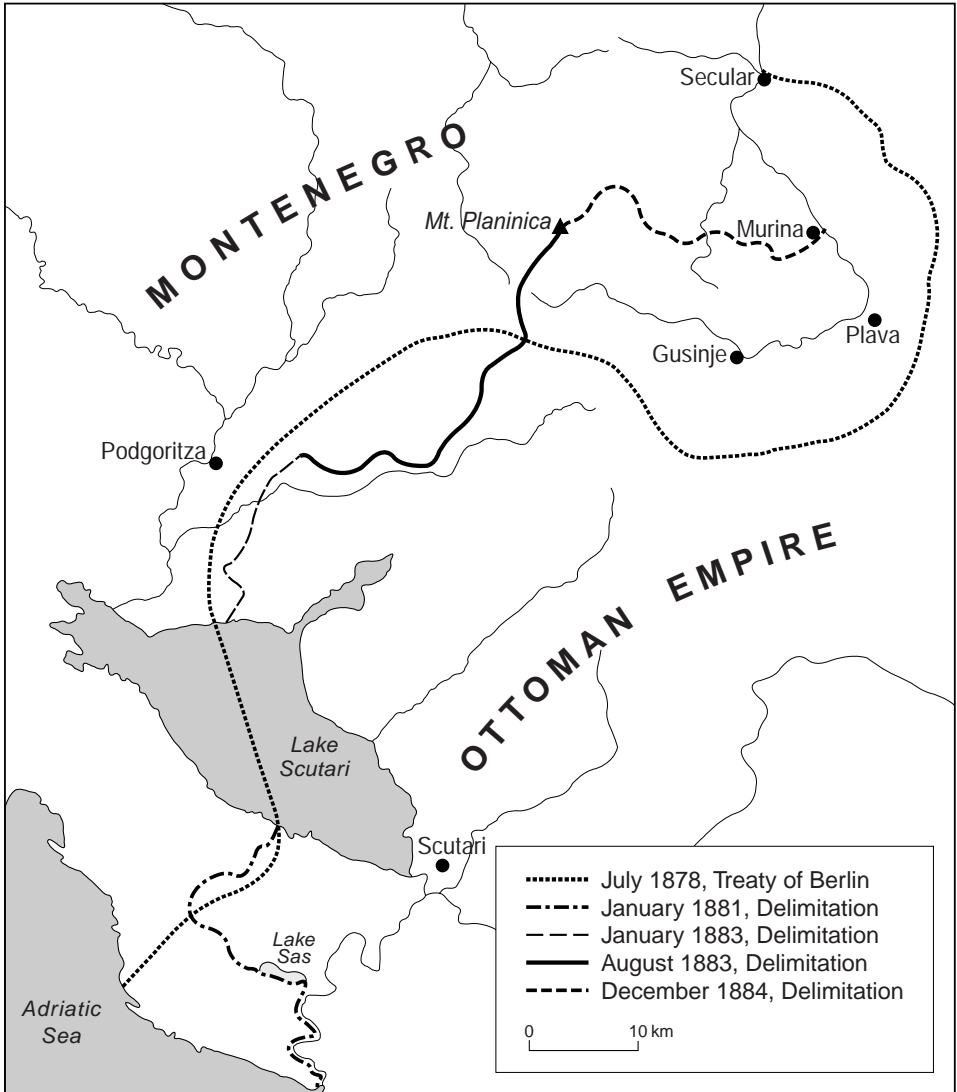 Secular
MONTENEGRO
Mt. Planinica
Murina
Plava
Gusinje
Podgoritza
OTTOMAN EMPIRE
Lake
Scutari
Scutari
Lake
Sas
Adriatic
Sea
July 1878, Treaty of Berlin
January 1881, Delimitation
January 1883, Delimitation
August 1883, Delimitation
December 1884, Delimitation
0 10 km